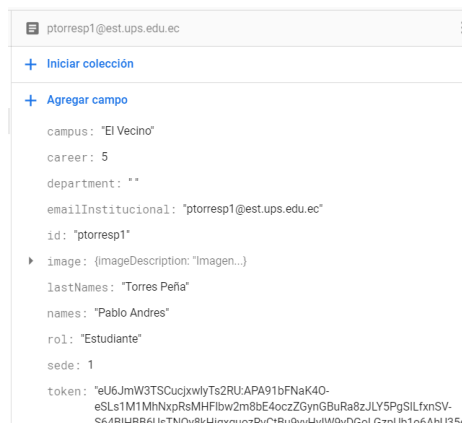 ptorresp1@est.ups.edu.ec
Iniciar colección
Agregar campo
campus: "El Vecino"
career: 5
department: " "
emailInstitucional: "ptorresp1@est.ups.edu.ec"
id: "ptorresp1"
image: {imageDescription: "Imagen...}
lastNames: "Torres Peña"
names: "Pablo Andres"
rol: "Estudiante"
sede: 1
token: "eU6JmW3TSCucjxwlyTs2RU:APA91bFNaK4O-
eSLs1M1MhNxpRsMHFlbw2m8bE4oczZGynGBuRa8zJLY5PgSILfxnSV-